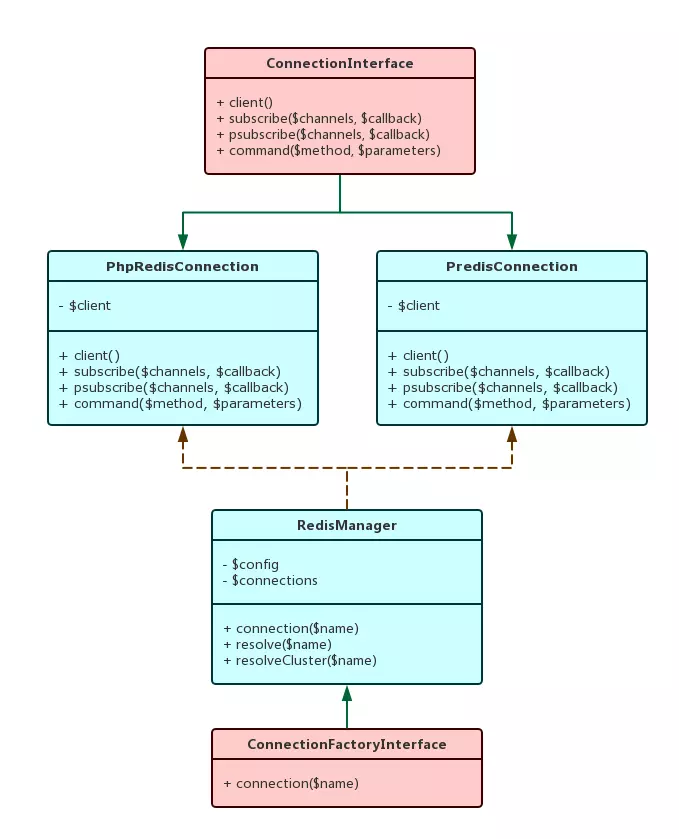 ConnectionInterface
+ client()
+ subscribe($channels, $callback)
+ psubscribe($channels, $callback)
+ command($method, $parameters)
PhpRedisConnection
- $client
+ client()
+ subscribe($channels, $callback)
+ psubscribe($channels, $callback)
+ command($method, $parameters)
PredisConnection
- $client
+ client()
+ subscribe($channels, $callback)
+ psubscribe($channels, $callback)
+ command($method, $parameters)
RedisManager
- $config
- $connections
+ connection($name)
+ resolve($name)
+ resolveCluster($name)
ConnectionFactoryInterface
+ connection($name)